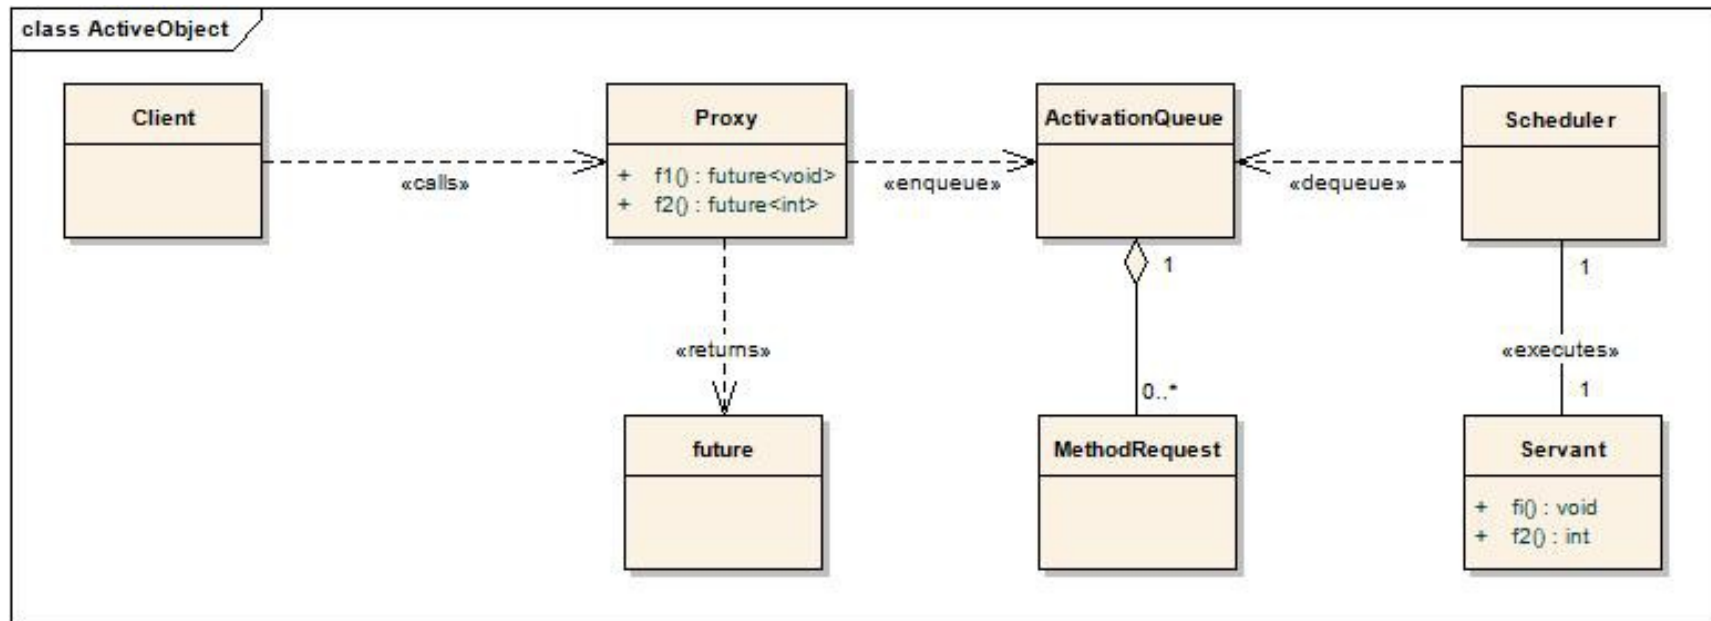 class ActiveObject
Client
Proxy
+ f1() : future<void>
+ f2() : future<int>
ActivationQueue
Scheduler
«calls»
«enqueue»
«dequeue»
1
1
«returns»
«executes»
0..*
1
future
MethodRequest
Servant
+ fi() : void
+ f2() : int